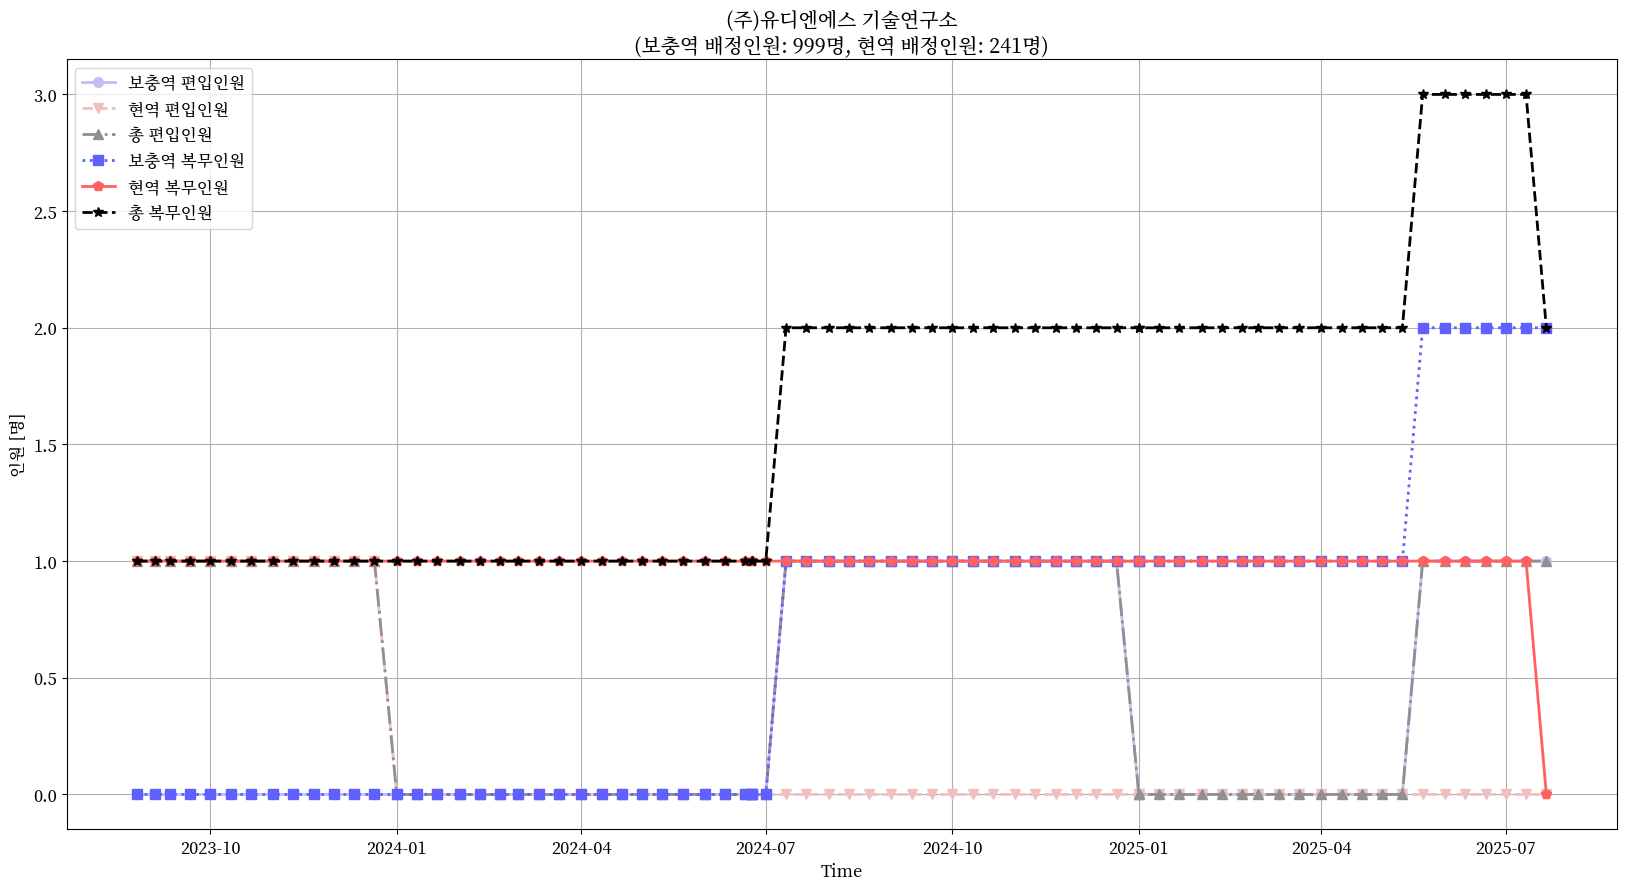 (주)유디엔에스 기술연구소
(보충역 배정인원: 999명, 현역 배정인원: 241명)
보충역 편입인원
현역 편입인원
총 편입인원
보충역 복무인원
현역 복무인원
총 복무인원
3.0
2.5
2.0
1.5
1.0
0.5
0.0
인원 [명]
2023-10
2024-01
2024-04
2024-07
2024-10
2025-01
2025-04
2025-07
Time